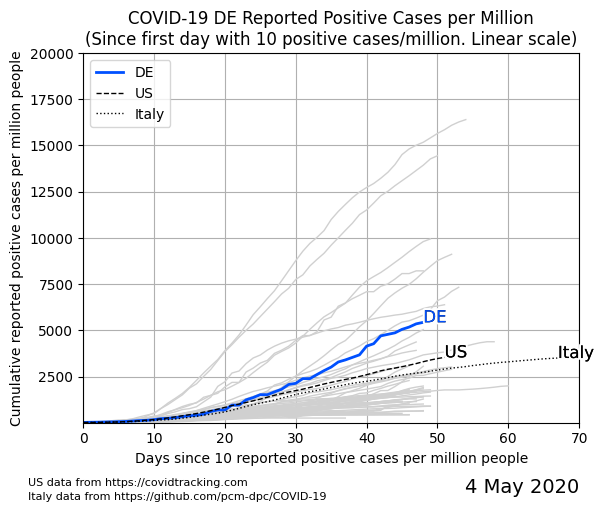 COVID-19 DE Reported Positive Cases per Million
(Since first day with 10 positive cases/million. Linear scale)
Cumulative reported positive cases per million people
20000
17500
15000
12500
10000
7500
5000
2500
DE
US
Italy
DE
US
Italy
0
10
20
30
40
50
60
70
Days since 10 reported positive cases per million people
US data from https://covidtracking.com
Italy data from https://github.com/pcm-dpc/COVID-19
4 May 2020